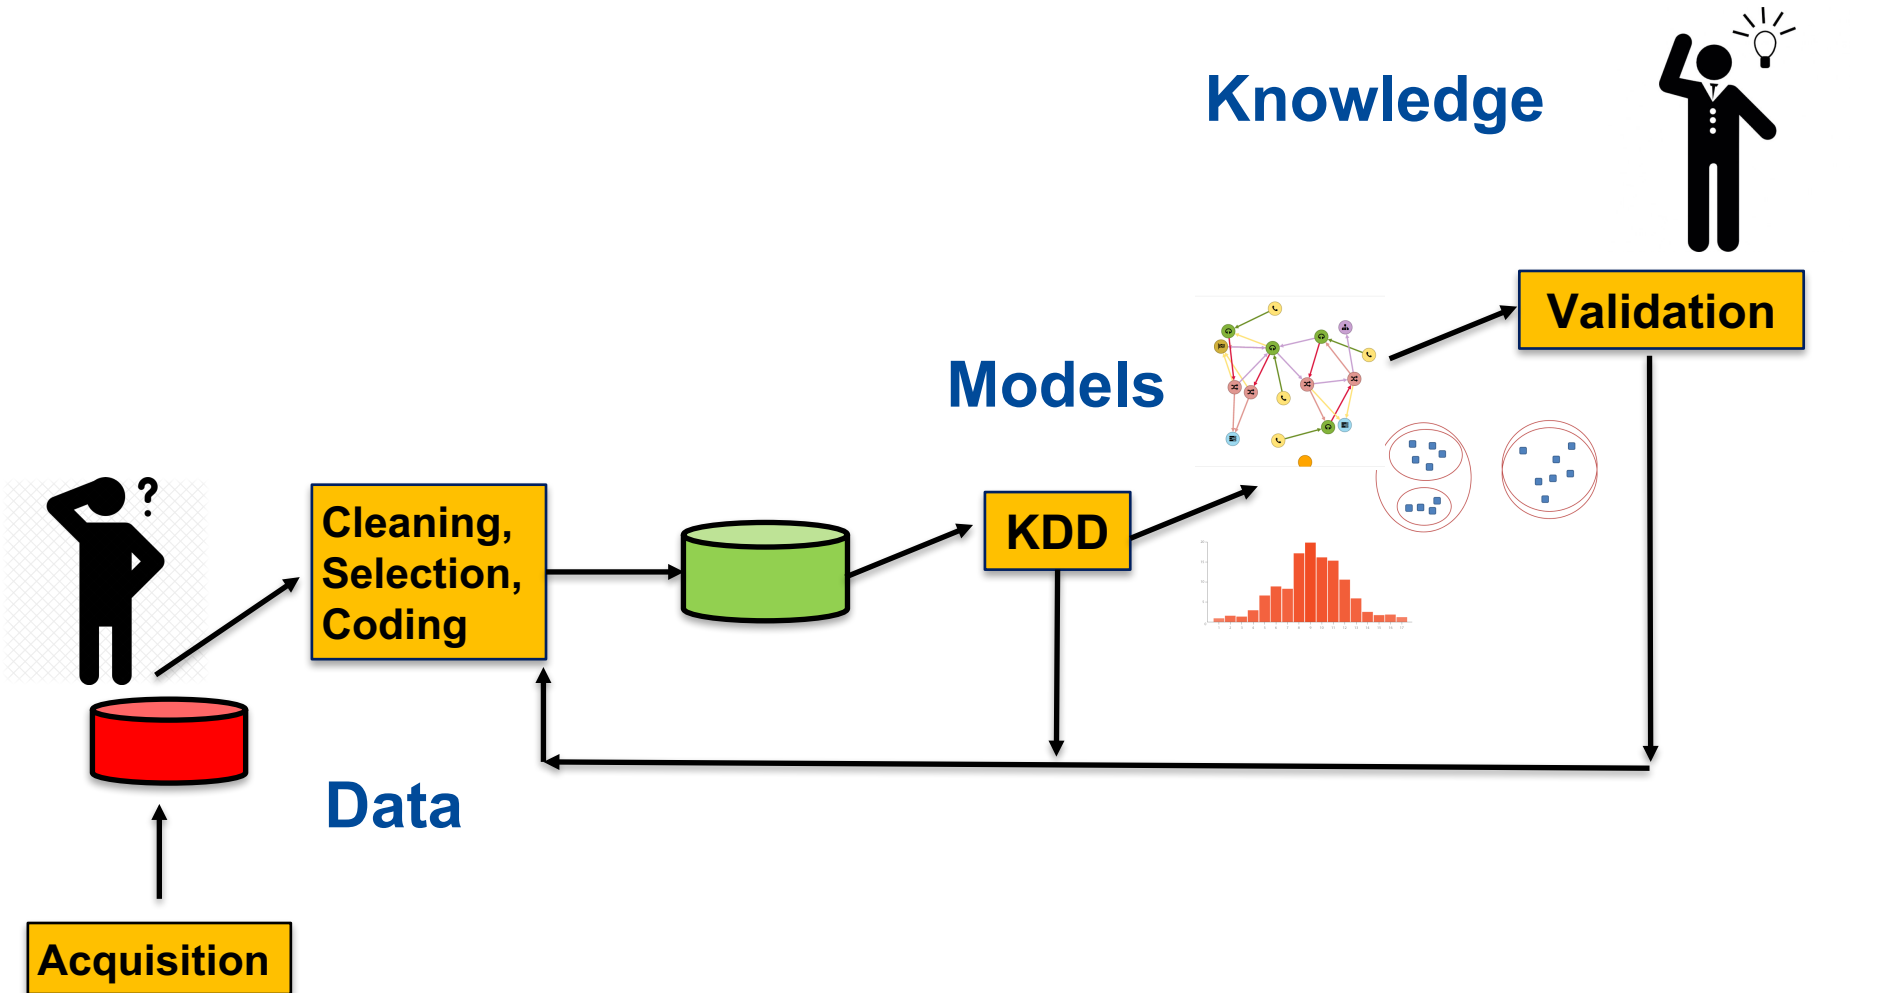 Knowledge
Validation
Models
?
Cleaning,
Selection,
Coding
KDD
Data
Acquisition